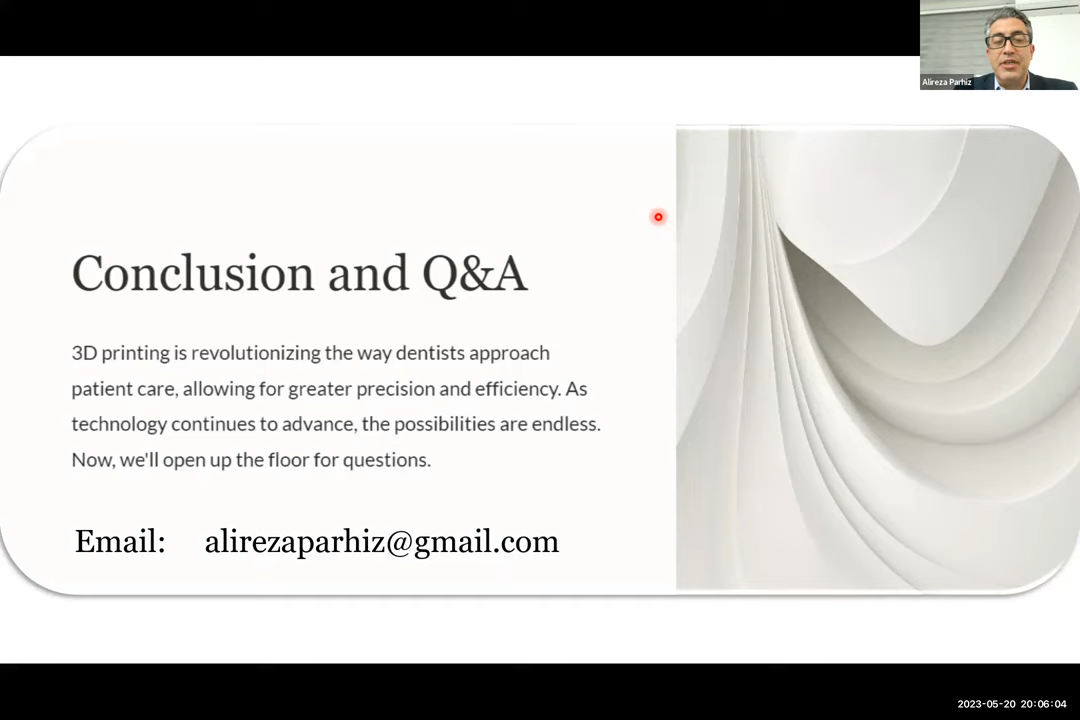 Alireza Parhiz
Conclusion and Q&A
3D printing is revolutionizing the way dentists approach
patient care, allowing for greater precision and efficiency. As
technology continues to advance, the possibilities are endless.
Now, we'll open up the floor for questions.
Email: alirezaparhiz@gmail.com
2023-05-20 20:06:04